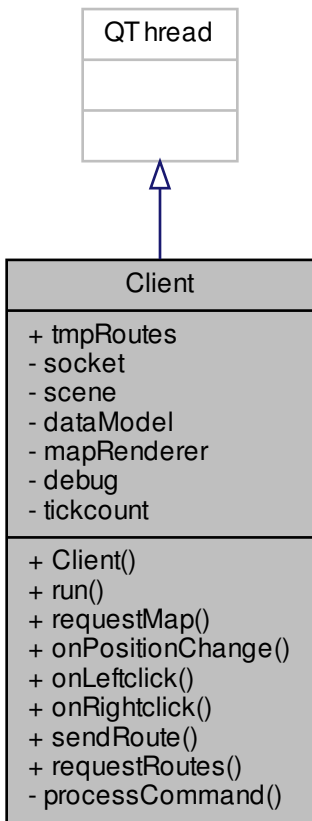 QThread
Client
+ tmpRoutes
- socket
- scene
- dataModel
- mapRenderer
- debug
- tickcount
+ Client()
+ run()
+ requestMap()
+ onPositionChange()
+ onLeftclick()
+ onRightclick()
+ sendRoute()
+ requestRoutes()
- processCommand()